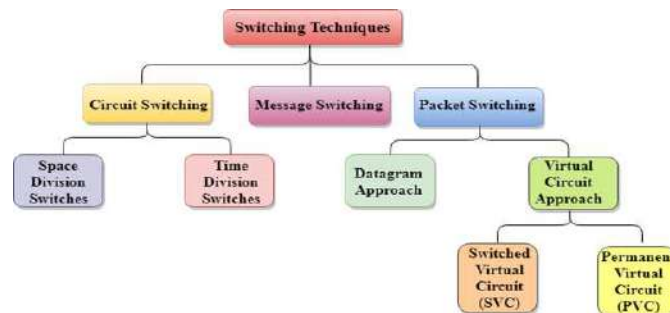 Switching Techniques
Circuit Switching
Message Switching
Packet Switching
Space
Division
Switches
Time
Division
Switches
Datagram
Approach
Virtual
Circuit
Approach
Switched
Virtual
Circuit
(SVC)
Permanen
Virtual
Circuit
(PVC)